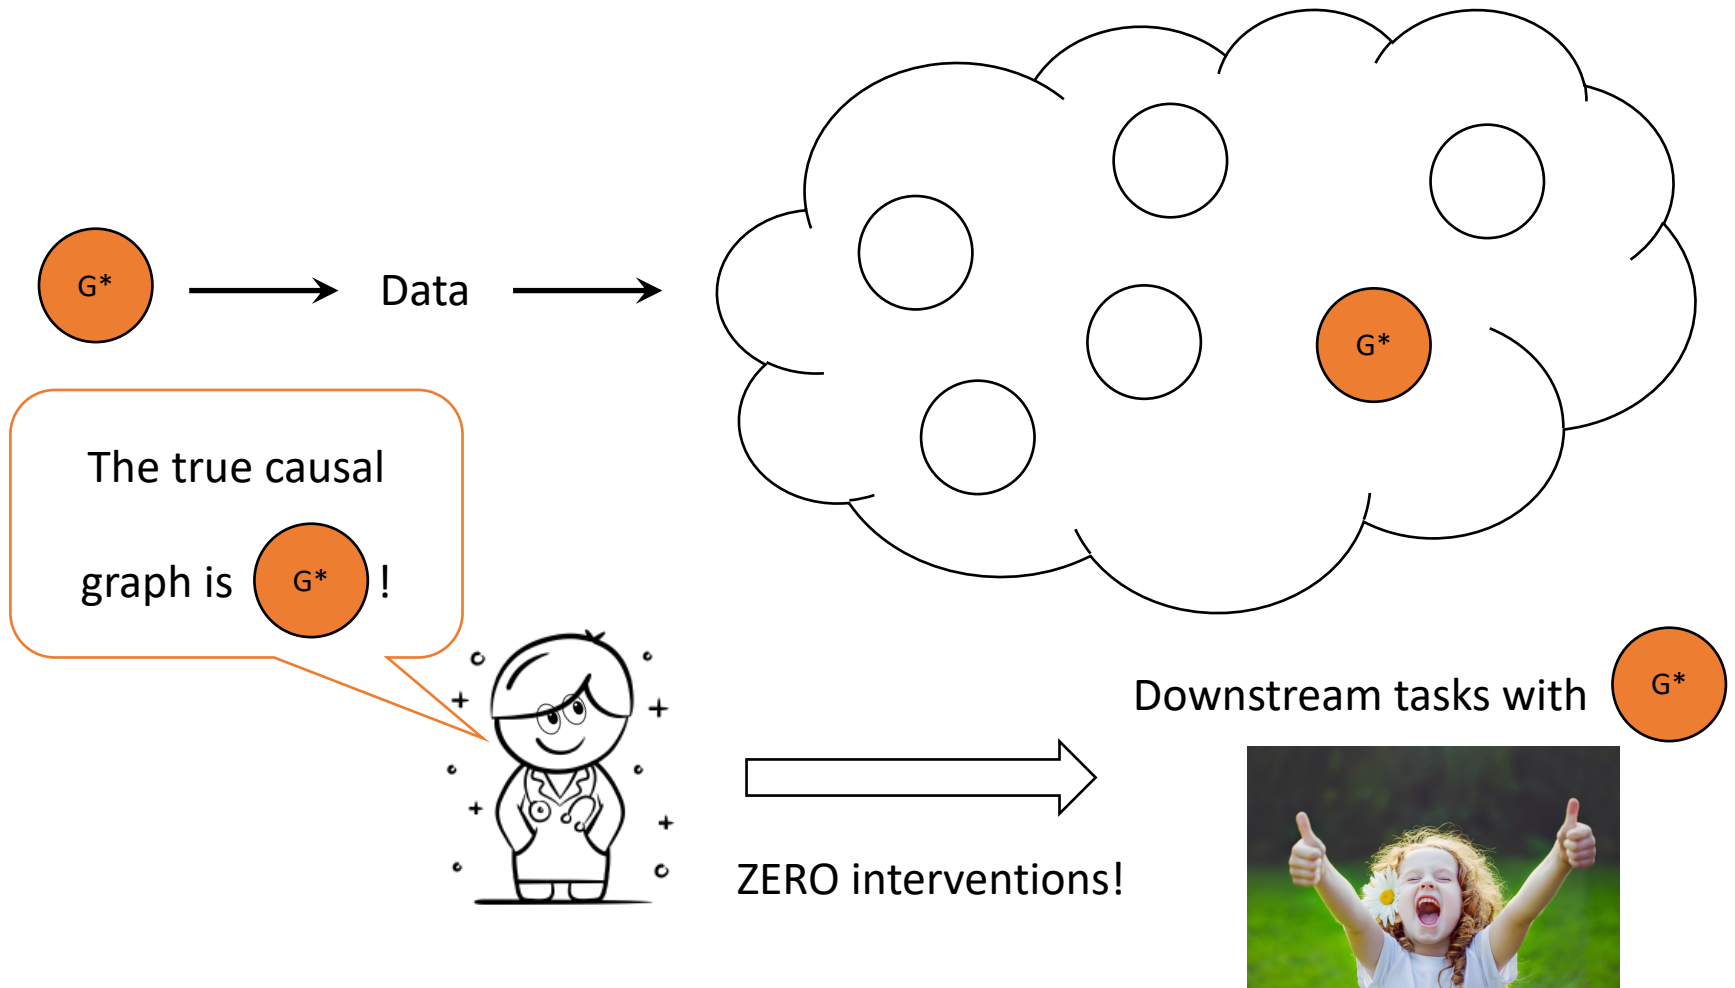 G*
Data
G*
The true causal
graph is G* !
Downstream tasks with G*
ZERO interventions!